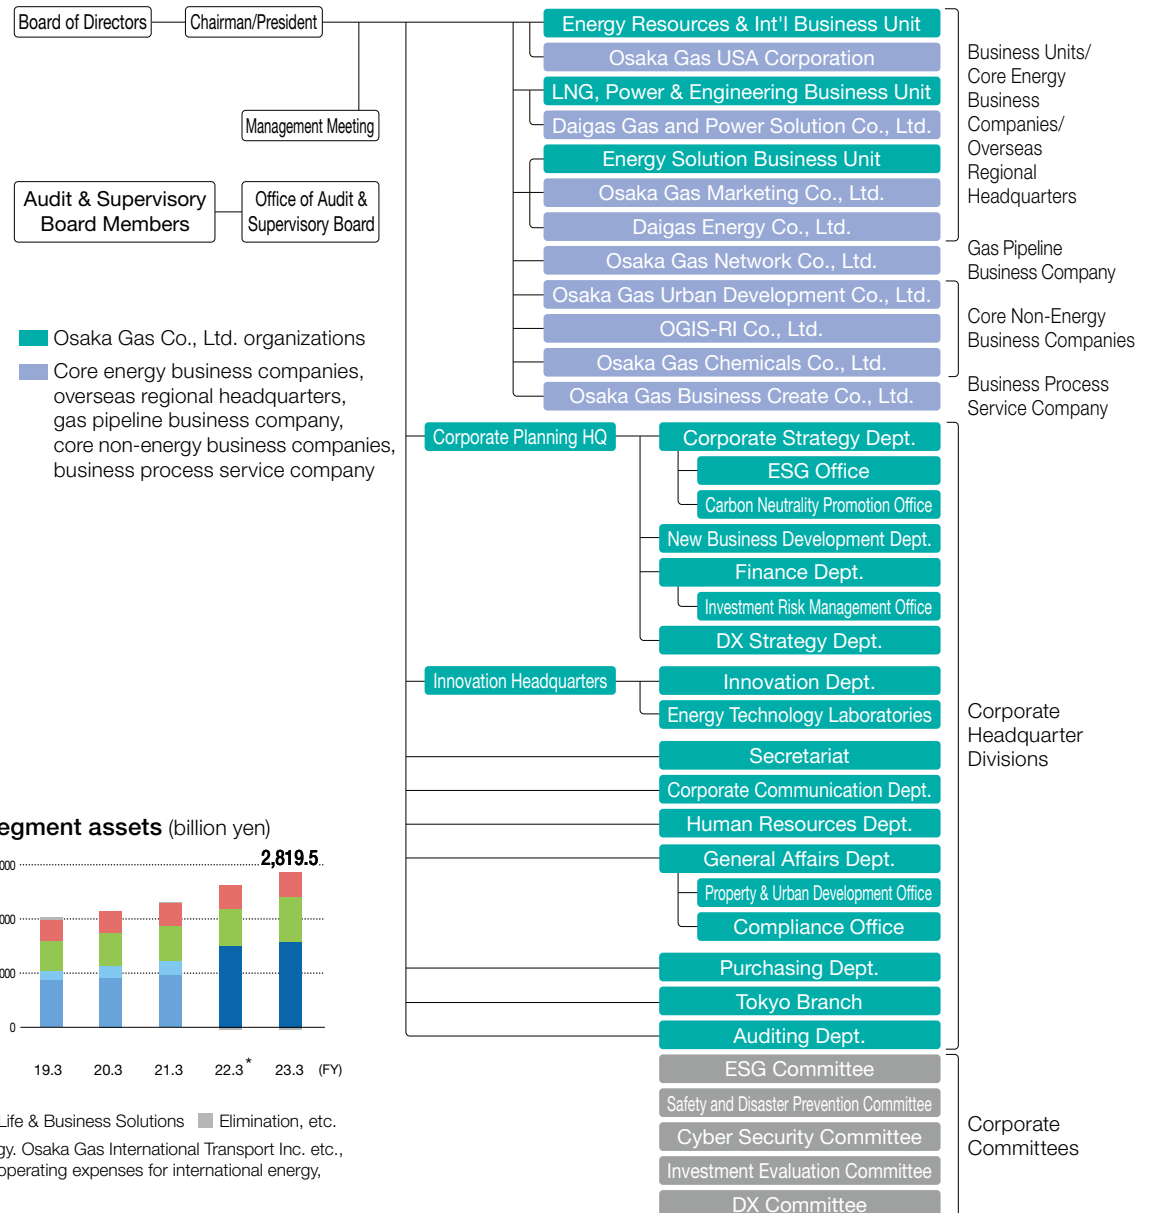 Board of Directors
Chairman/President
Management Meeting
Audit & Supervisory
Board Members
Office of Audit &
Supervisory Board
Osaka Gas Co., Ltd. organizations
Core energy business companies,
overseas regional headquarters,
gas pipeline business company,
core non-energy business companies,
business process service company
Energy Resources & Int'l Business Unit
Osaka Gas USA Corporation
LNG, Power & Engineering Business Unit
Daigas Gas and Power Solution Co., Ltd.
Energy Solution Business Unit
Osaka Gas Marketing Co., Ltd.
Daigas Energy Co., Ltd.
Osaka Gas Network Co., Ltd.
Osaka Gas Urban Development Co., Ltd.
OGIS-RI Co., Ltd.
Osaka Gas Chemicals Co., Ltd.
Osaka Gas Business Create Co., Ltd.
Business Units/
Core Energy
Business
Companies/
Overseas
Regional
Headquarters
Gas Pipeline
Business Company
Core Non-Energy
Business Companies
Business Process
Service Company
Corporate Planning HQ
Corporate Strategy Dept.
ESG Office
Carbon Neutrality Promotion Office
New Business Development Dept.
Finance Dept.
Investment Risk Management Office
DX Strategy Dept.
Innovation Headquarters
Innovation Dept.
Energy Technology Laboratories
Secretariat
Corporate Communication Dept.
Human Resources Dept.
General Affairs Dept.
Property & Urban Development Office
Compliance Office
Purchasing Dept.
Tokyo Branch
Auditing Dept.
Corporate
Headquarter
Divisions
ESG Committee
Safety and Disaster Prevention Committee
Cyber Security Committee
Investment Evaluation Committee
DX Committee
Corporate
Committees
egment assets (billion yen)
2,819.5
000
000
000
0
19.3 20.3 21.3 22.3* 23.3 (FY)
Life & Business Solutions Elimination, etc.
gy. Osaka Gas International Transport Inc. etc.,
operating expenses for international energy,